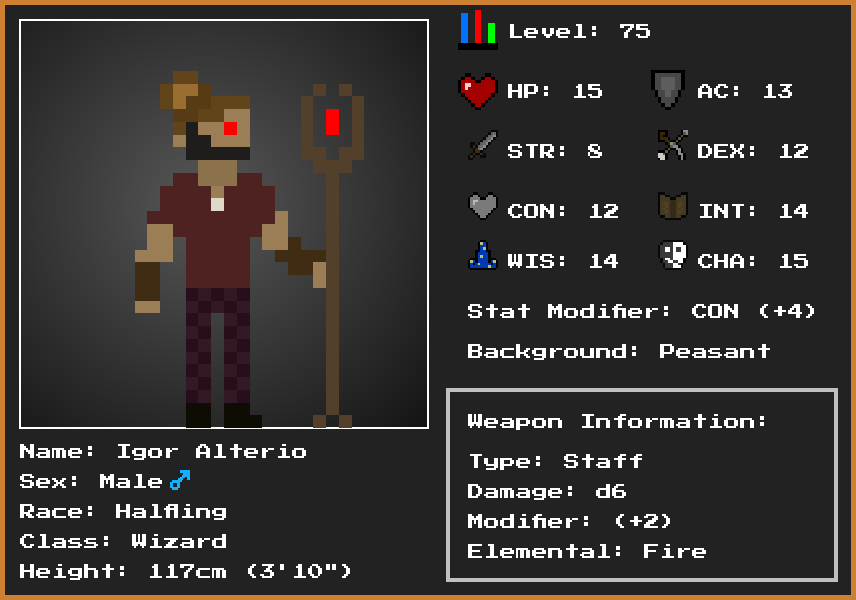 Level: 75
HP: 15
AC: 13
STR: 8
DEX: 12
CON: 12
INT: 14
WIS: 14
CHA: 15
Stat Modifier: CON (+4)
Background: Peasant
Weapon Information:
Type: Staff
Damage: d6
Modifier: (+2)
Elemental: Fire
Name: Igor Alterio
Sex: Male♂
Race: Halfling
Class: Wizard
Height: 117cm (3'10")